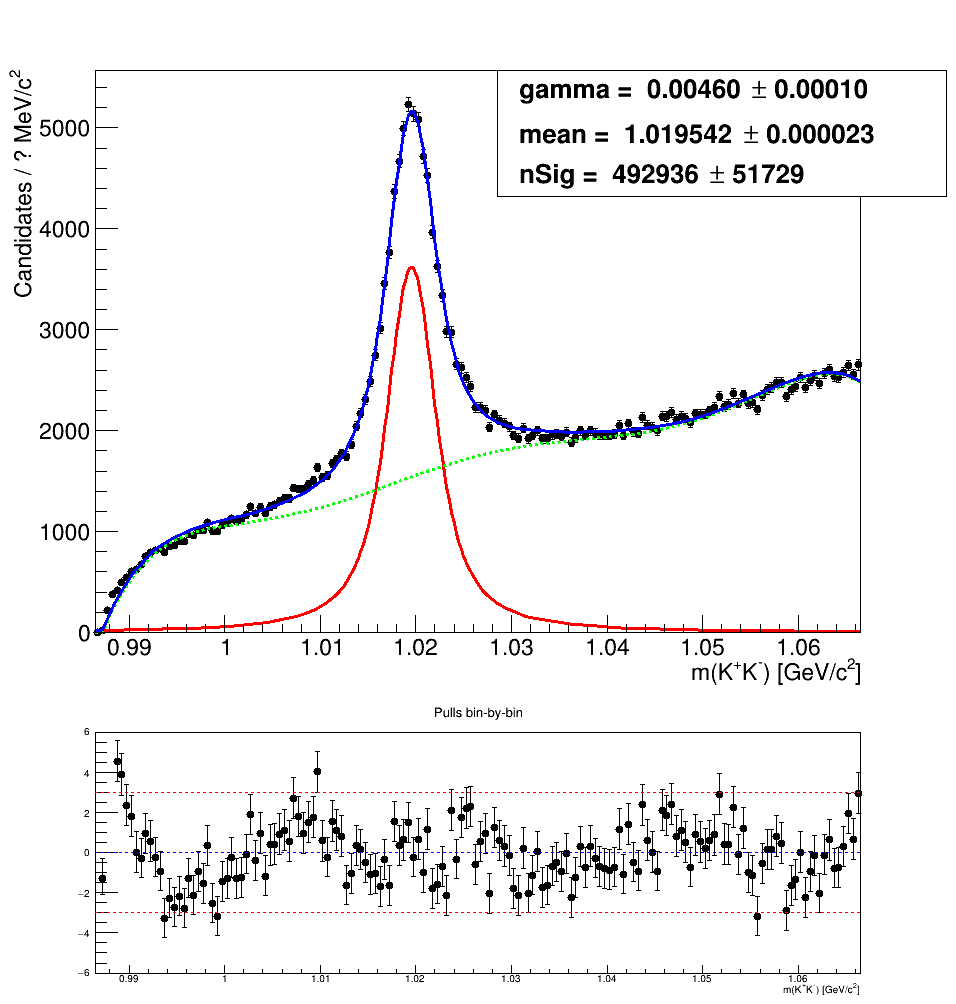 gamma = 0.00460 ± 0.00010
mean = 1.019542 ± 0.000023
nSig = 492936 ± 51729
Candidates / ? MeV/c²
5000
4000
3000
2000
1000
0
0.99 1 1.01 1.02 1.03 1.04 1.05 1.06
m(K⁺K⁻) [GeV/c²]
Pulls bin-by-bin
6
4
2
0
−2
−4
−6
0.99 1 1.01 1.02 1.03 1.04 1.05 1.06
m(K⁺K⁻) [GeV/c²]